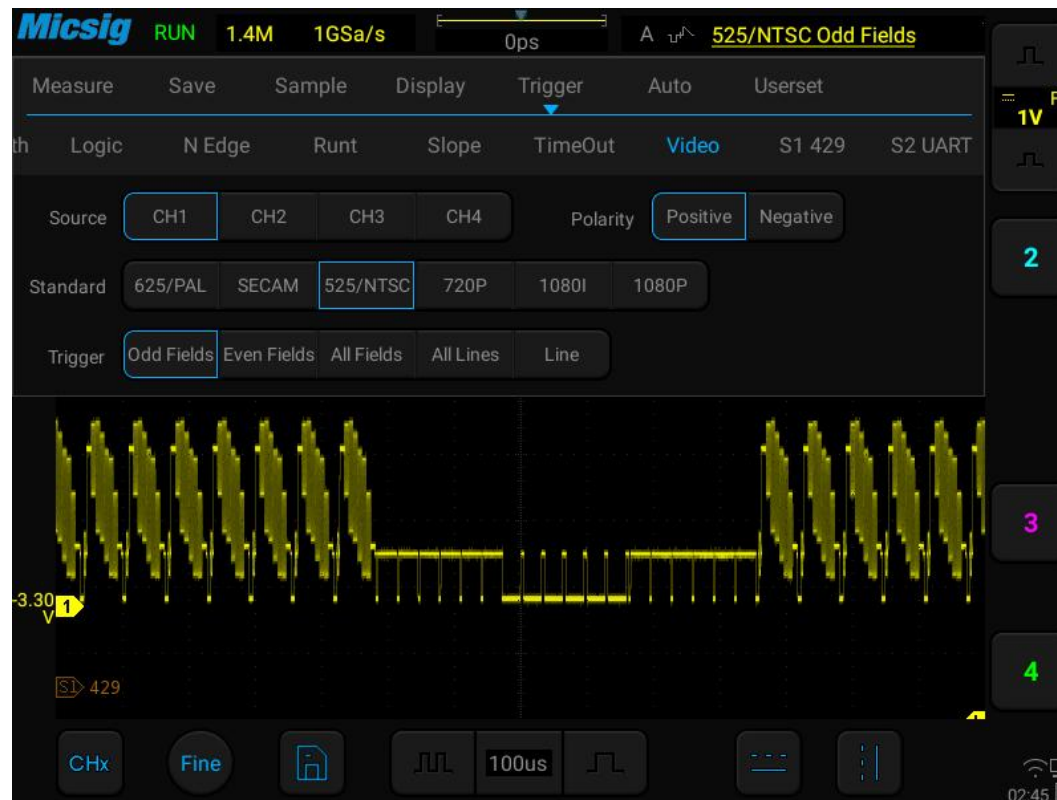 Micsig RUN 1.4M 1GSa/s 0ps A 525/NTSC Odd Fields
Measure Save Sample Display Trigger Auto Userset
th Logic N Edge Runt Slope TimeOut Video S1 429 S2 UART
1V F
Source CH1 CH2 CH3 CH4 Polarity Positive Negative
2
Standard 625/PAL SECAM 525/NTSC 720P 1080I 1080P
Trigger Odd Fields Even Fields All Fields All Lines Line
3
-3.30 1
V
4
S1 429
CHx Fine 100us
02:45